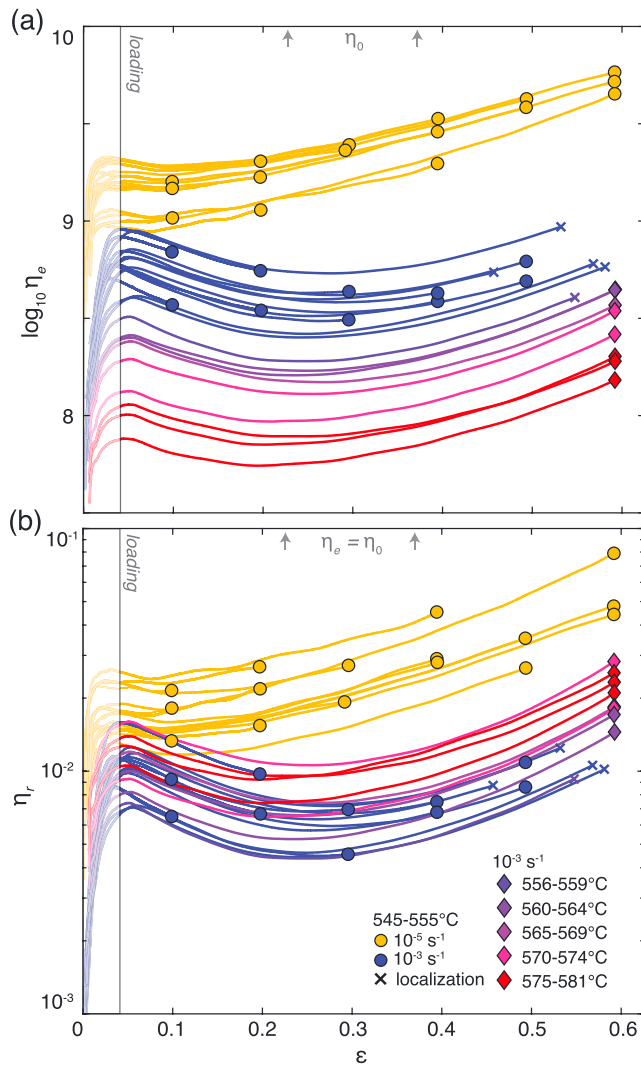 (a)
10
loading
η₀
9
log₁₀ ηₑ
8
(b)
10⁻¹
loading
ηₑ = η₀
10⁻²
ηᵣ
10⁻³ s⁻¹
556-559°C
545-555°C
560-564°C
10⁻⁵ s⁻¹
565-569°C
10⁻³ s⁻¹
570-574°C
localization
575-581°C
10⁻³
0 0.1 0.2 0.3 0.4 0.5 0.6
ε